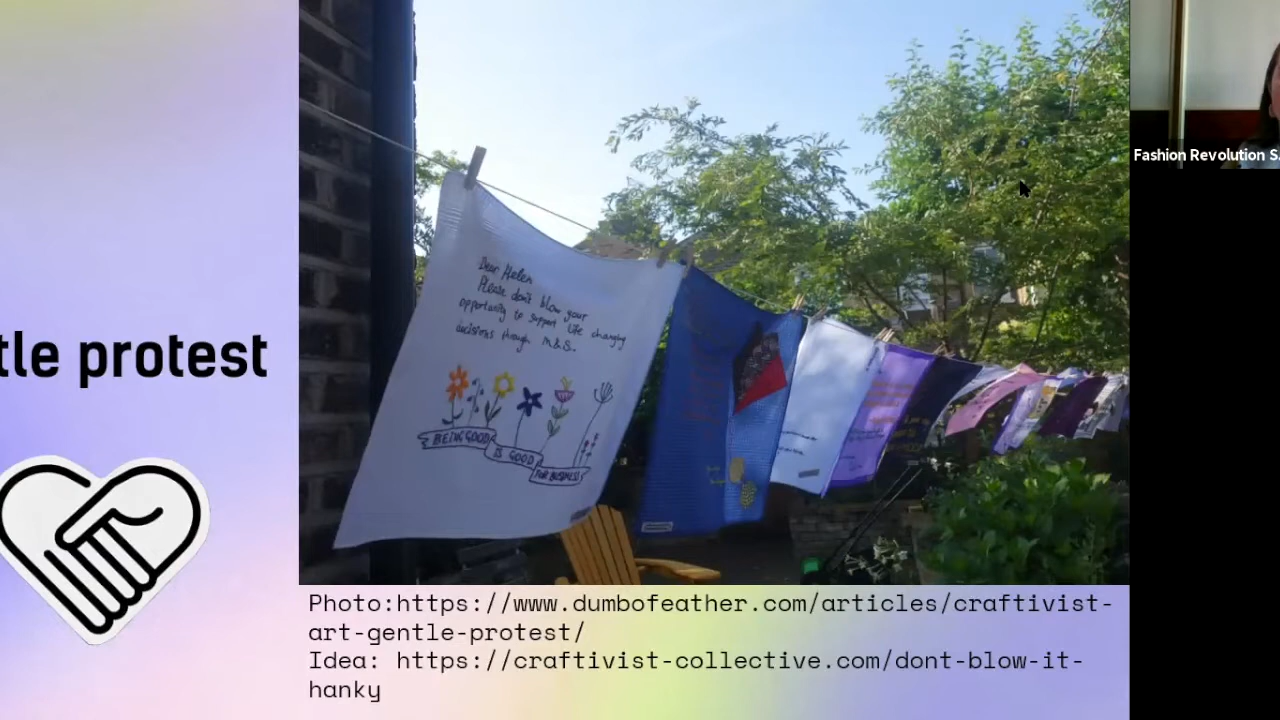 tle protest
Dear Helen
Please don't blow your
opportunity to support life changing
decisions through M&S.
BEING GOOD
IS GOOD
FOR BUSINESS
Fashion Revolution S.
Photo:https://www.dumbofeather.com/articles/craftivist-
art-gentle-protest/
Idea: https://craftivist-collective.com/dont-blow-it-
hanky